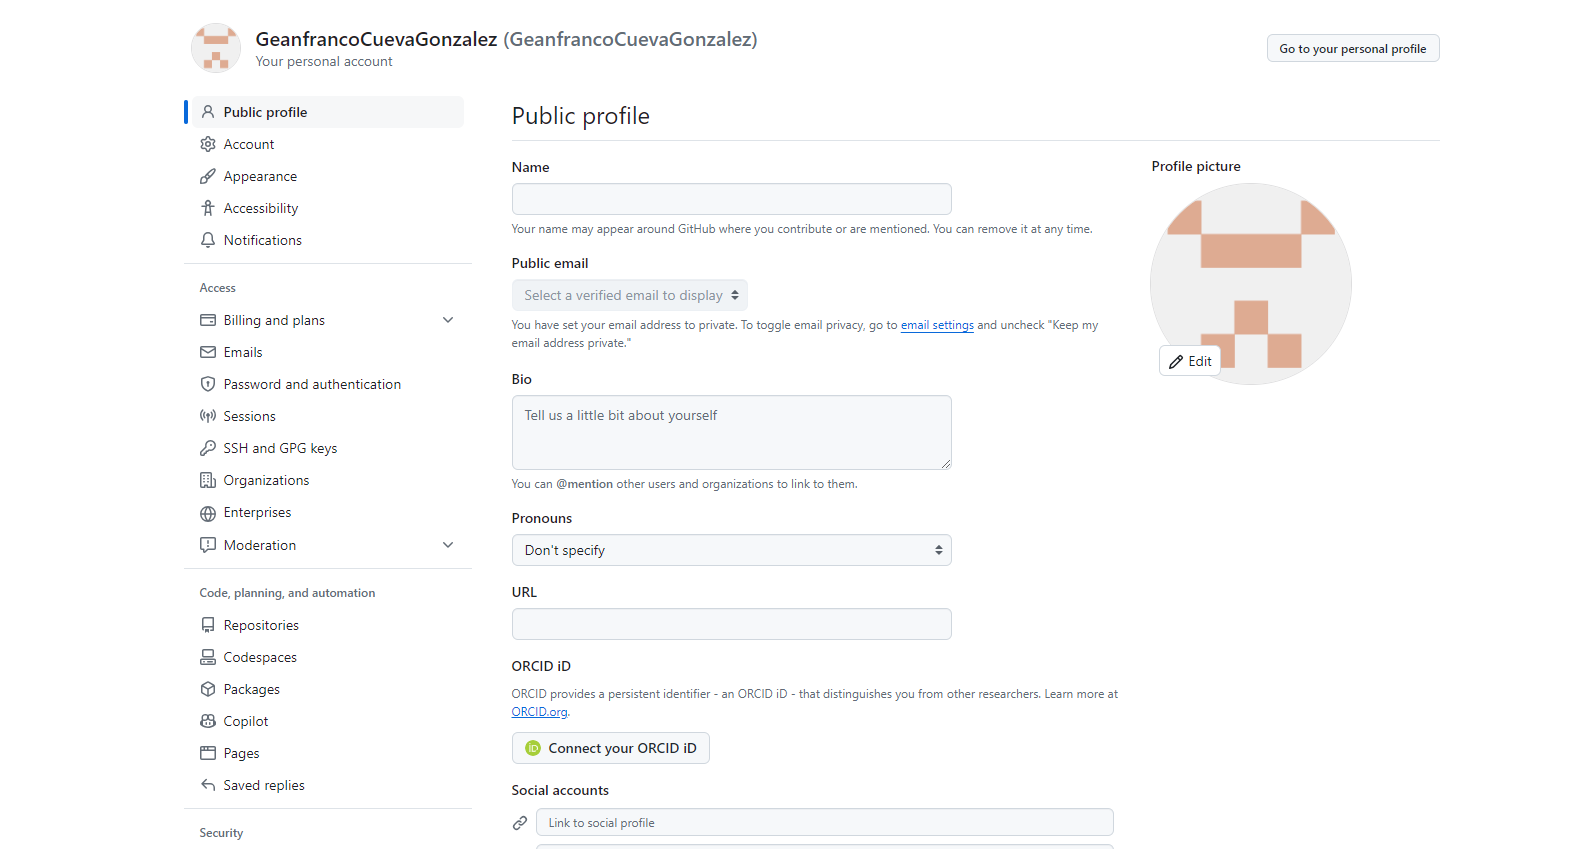 GeanfrancoCuevaGonzalez (GeanfrancoCuevaGonzalez)
Your personal account
Go to your personal profile
Public profile
Account
Appearance
Accessibility
Notifications
Access
Billing and plans
Emails
Password and authentication
Sessions
SSH and GPG keys
Organizations
Enterprises
Moderation
Code, planning, and automation
Repositories
Codespaces
Packages
Copilot
Pages
Saved replies
Security
Public profile
Name
Your name may appear around GitHub where you contribute or are mentioned. You can remove it at any time.
Public email
Select a verified email to display
You have set your email address to private. To toggle email privacy, go to email settings and uncheck "Keep my
email address private."
Bio
Tell us a little bit about yourself
You can @mention other users and organizations to link to them.
Pronouns
Don't specify
URL
ORCID iD
ORCID provides a persistent identifier - an ORCID iD - that distinguishes you from other researchers. Learn more at
ORCID.org.
iD Connect your ORCID iD
Social accounts
Link to social profile
Profile picture
Edit